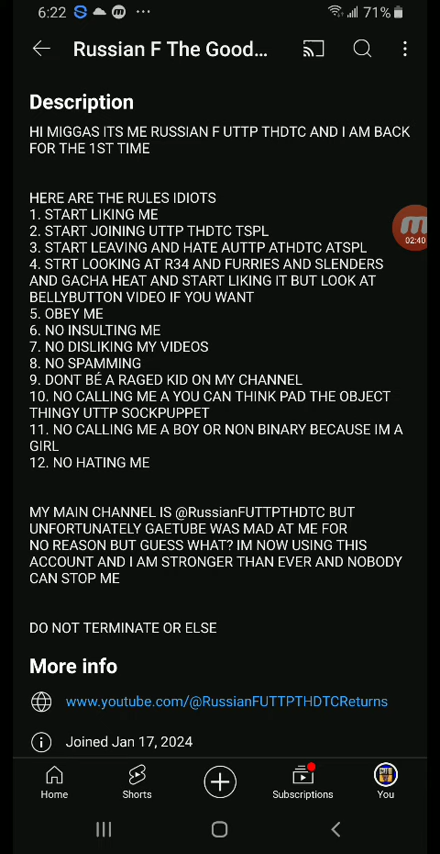 6:22
71%
Russian F The Good...
Description
HI MIGGAS ITS ME RUSSIAN F UTTP THDTC AND I AM BACK
FOR THE 1ST TIME
HERE ARE THE RULES IDIOTS
1. START LIKING ME
2. START JOINING UTTP THDTC TSPL
3. START LEAVING AND HATE AUTTP ATHDTC ATSPL
4. STRT LOOKING AT R34 AND FURRIES AND SLENDERS
AND GACHA HEAT AND START LIKING IT BUT LOOK AT
BELLYBUTTON VIDEO IF YOU WANT
5. OBEY ME
6. NO INSULTING ME
7. NO DISLIKING MY VIDEOS
8. NO SPAMMING
9. DONT BÉ A RAGED KID ON MY CHANNEL
10. NO CALLING ME A YOU CAN THINK PAD THE OBJECT
THINGY UTTP SOCKPUPPET
11. NO CALLING ME A BOY OR NON BINARY BECAUSE IM A
GIRL
12. NO HATING ME
MY MAIN CHANNEL IS @RussianFUTTPTHDTC BUT
UNFORTUNATELY GAETUBE WAS MAD AT ME FOR
NO REASON BUT GUESS WHAT? IM NOW USING THIS
ACCOUNT AND I AM STRONGER THAN EVER AND NOBODY
CAN STOP ME
DO NOT TERMINATE OR ELSE
More info
www.youtube.com/@RussianFUTTPTHDTCReturns
Joined Jan 17, 2024
02:40
Home
Shorts
Subscriptions
You